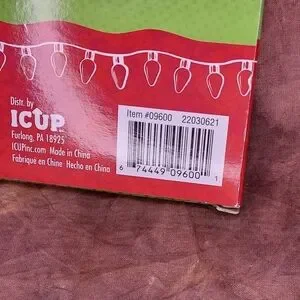 Distr. by
ICUP
Furlong, PA 18925
ICUPinc.com Made in China
Fabriqué en Chine Hecho en China
Item #09600 22030621
6 74449 09600 1